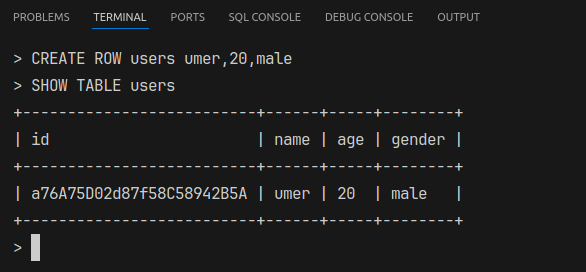 PROBLEMS TERMINAL PORTS SQL CONSOLE DEBUG CONSOLE OUTPUT
> CREATE ROW users umer,20,male
> SHOW TABLE users
+--------------------------+------+-----+--------+
| id                       | name | age | gender |
+--------------------------+------+-----+--------+
| a76A75D02d87f58C58942B5A | umer | 20  | male   |
+--------------------------+------+-----+--------+
>